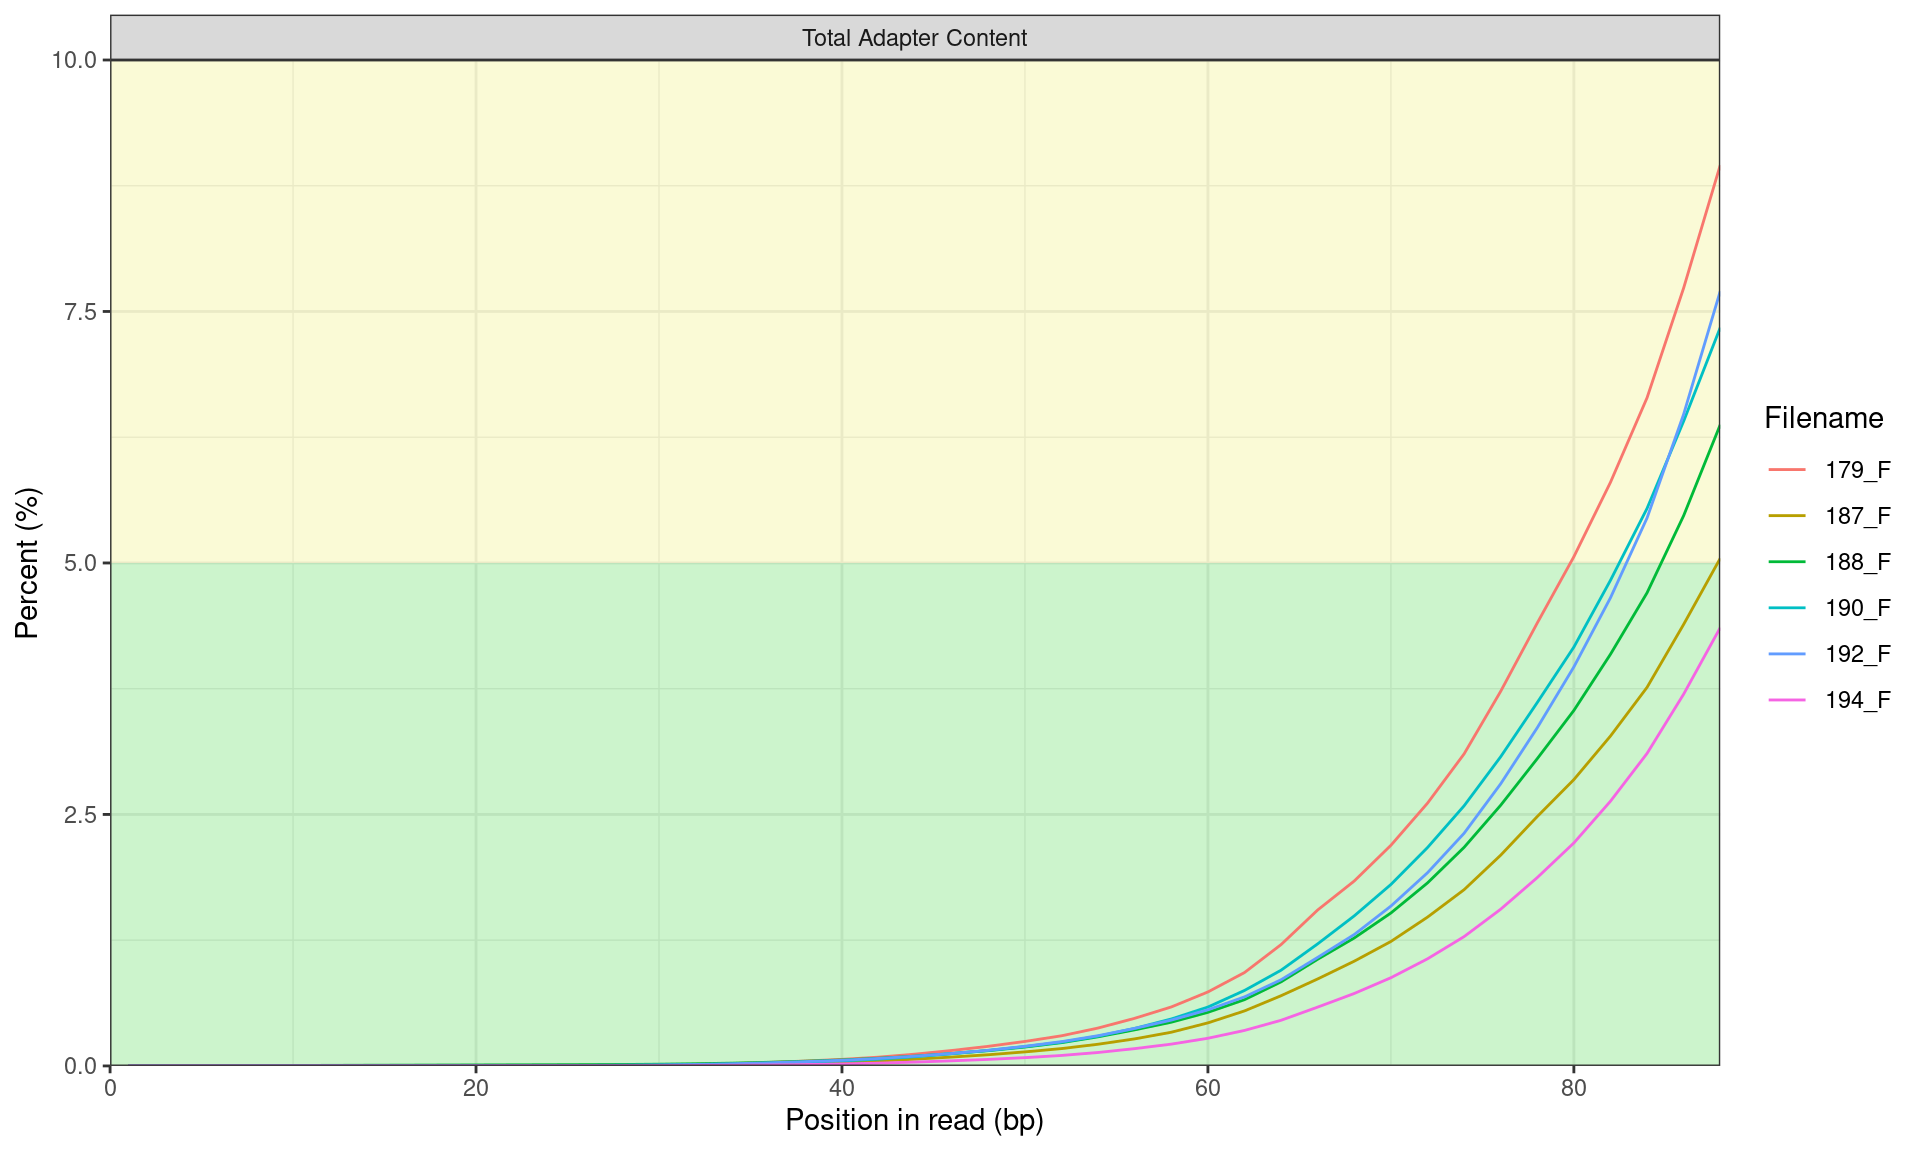 Total Adapter Content
10.0
7.5
5.0
2.5
0.0
Percent (%)
0 20 40 60 80
Position in read (bp)
Filename
179_F
187_F
188_F
190_F
192_F
194_F